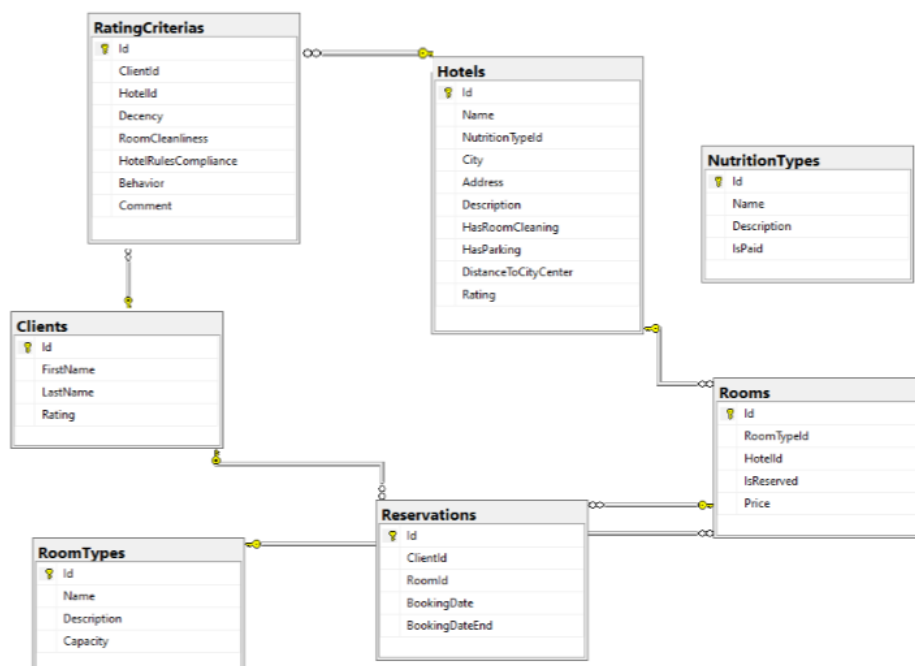 RatingCriterias
Id
ClientId
HotelId
Decency
RoomCleanliness
HotelRulesCompliance
Behavior
Comment
Hotels
Id
Name
NutritionTypeId
City
Address
Description
HasRoomCleaning
HasParking
DistanceToCityCenter
Rating
NutritionTypes
Id
Name
Description
IsPaid
Clients
Id
FirstName
LastName
Rating
Rooms
Id
RoomTypeId
HotelId
IsReserved
Price
Reservations
Id
ClientId
RoomId
BookingDate
BookingDateEnd
RoomTypes
Id
Name
Description
Capacity